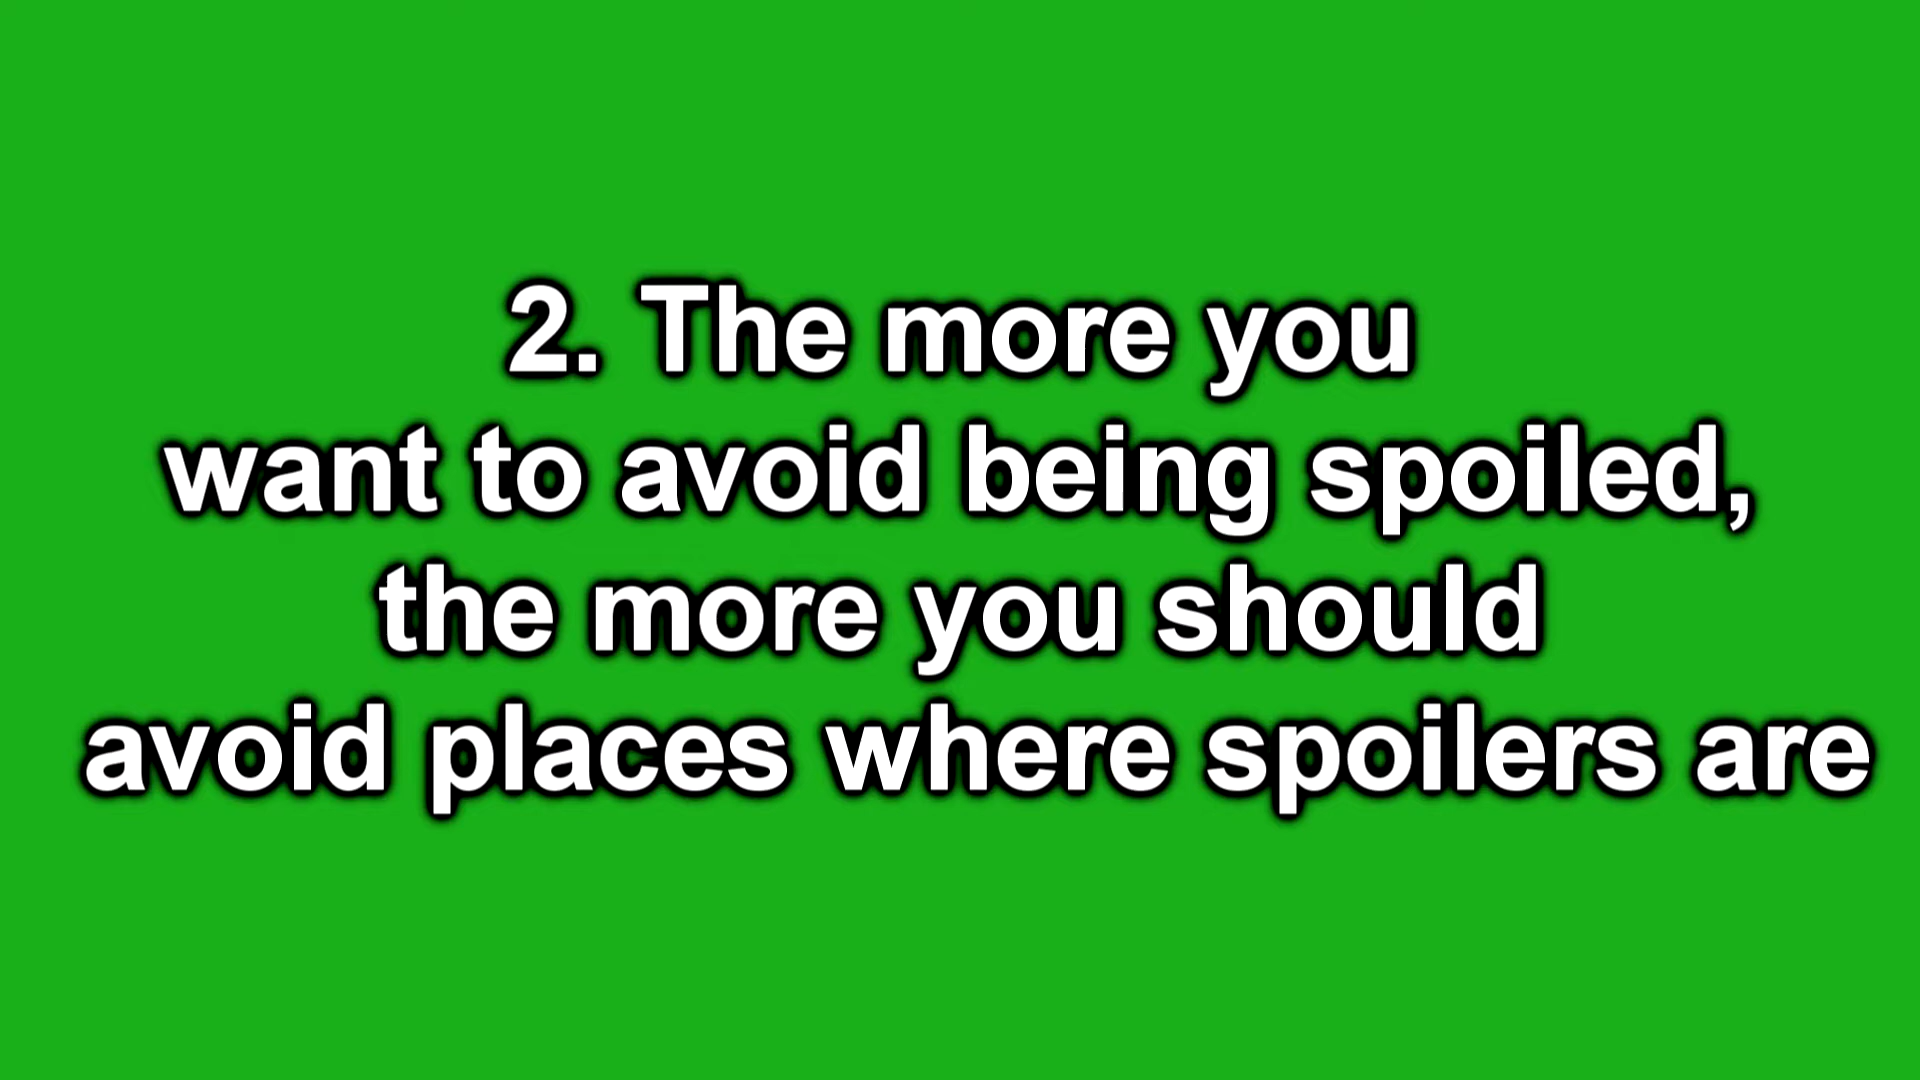 2. The more you
want to avoid being spoiled,
the more you should
avoid places where spoilers are